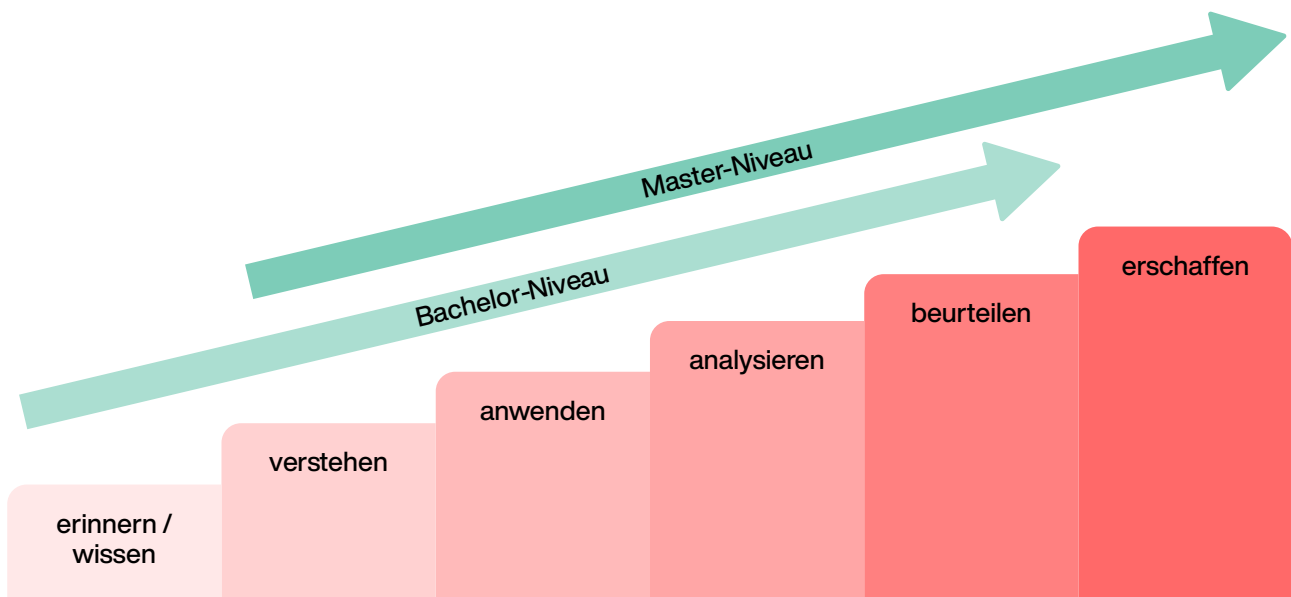 Master-Niveau
Bachelor-Niveau
erschaffen
beurteilen
analysieren
anwenden
verstehen
erinnern /
wissen